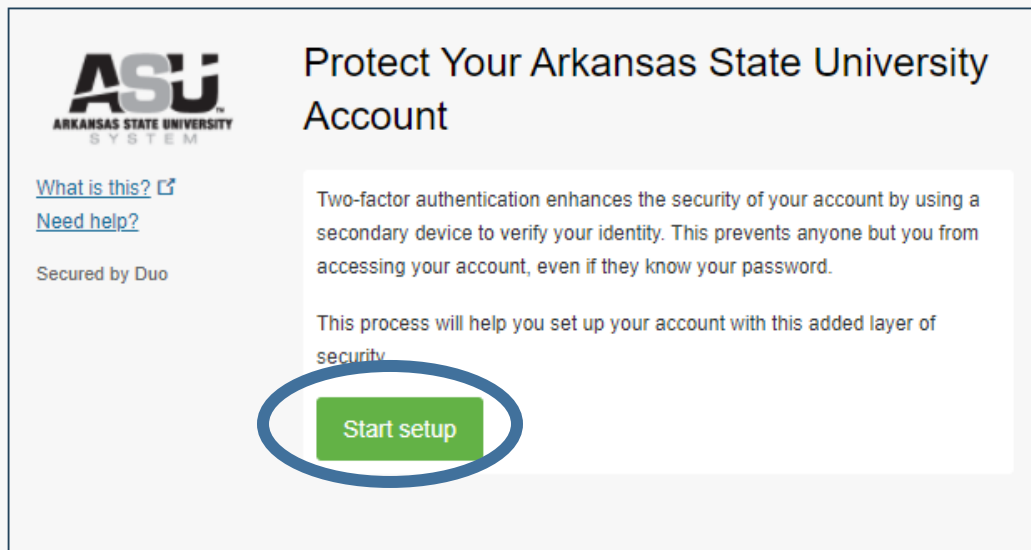 ASU
ARKANSAS STATE UNIVERSITY
SYSTEM
What is this?
Need help?
Secured by Duo
Protect Your Arkansas State University
Account
Two-factor authentication enhances the security of your account by using a
secondary device to verify your identity. This prevents anyone but you from
accessing your account, even if they know your password.
This process will help you set up your account with this added layer of
security.
Start setup